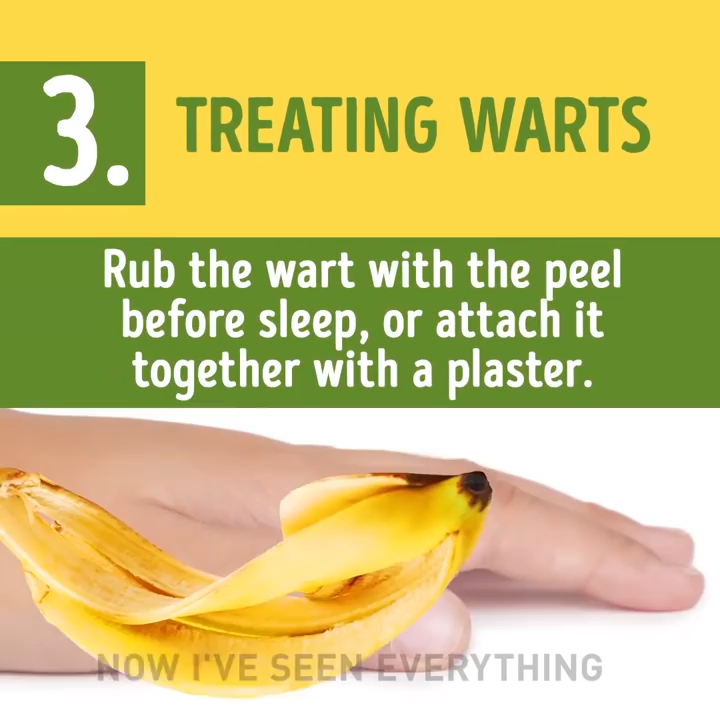 3.
TREATING WARTS
Rub the wart with the peel
before sleep, or attach it
together with a plaster.
NOW I'VE SEEN EVERYTHING